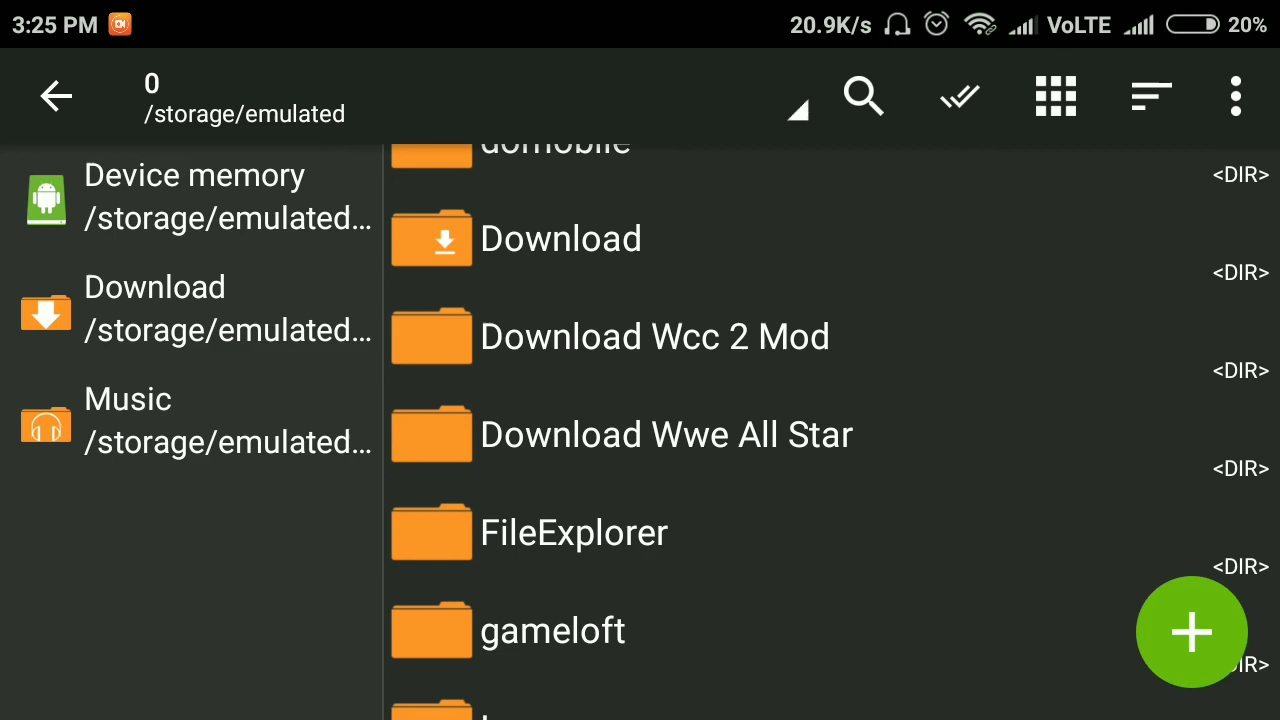 3:25 PM
20.9K/s VoLTE 20%
0
/storage/emulated
Device memory
/storage/emulated...
Download
/storage/emulated...
Music
/storage/emulated...
domobile
<DIR>
Download
<DIR>
Download Wcc 2 Mod
<DIR>
Download Wwe All Star
<DIR>
FileExplorer
<DIR>
gameloft